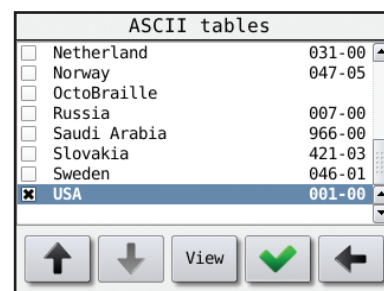 ASCII tables
Netherland 031-00
Norway 047-05
OctoBraille
Russia 007-00
Saudi Arabia 966-00
Slovakia 421-03
Sweden 046-01
USA 001-00
View